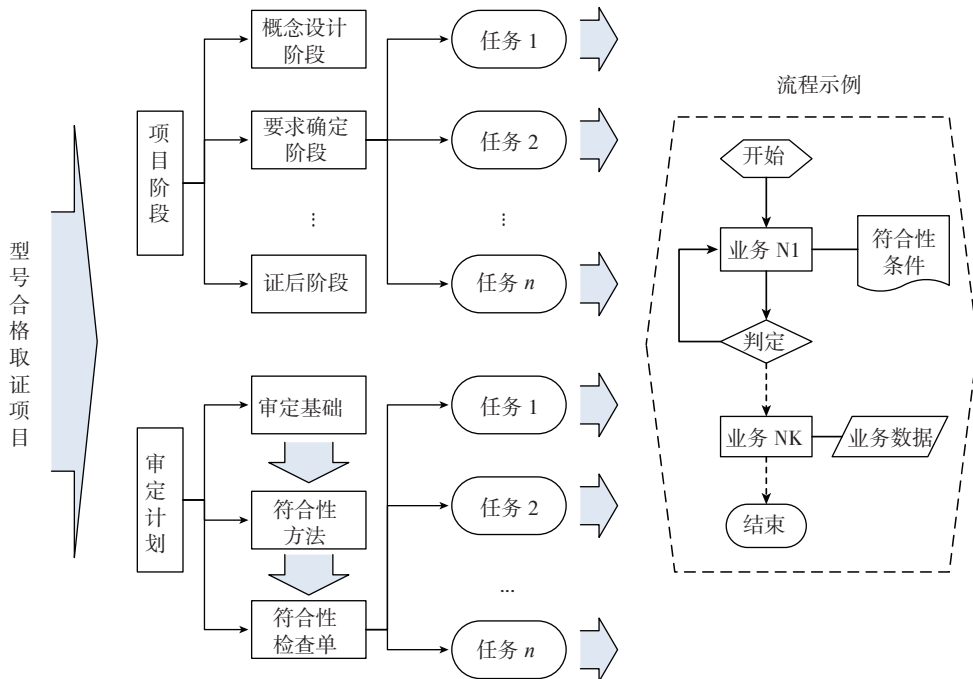 型号合格取证项目
项目阶段
概念设计
阶段
要求确定
阶段
⋮
证后阶段
任务 1
任务 2
⋮
任务 n
审定计划
审定基础
符合性
方法
符合性
检查单
任务 1
任务 2
...
任务 n
流程示例
开始
业务 N1
符合性
条件
判定
业务 NK
业务数据
结束